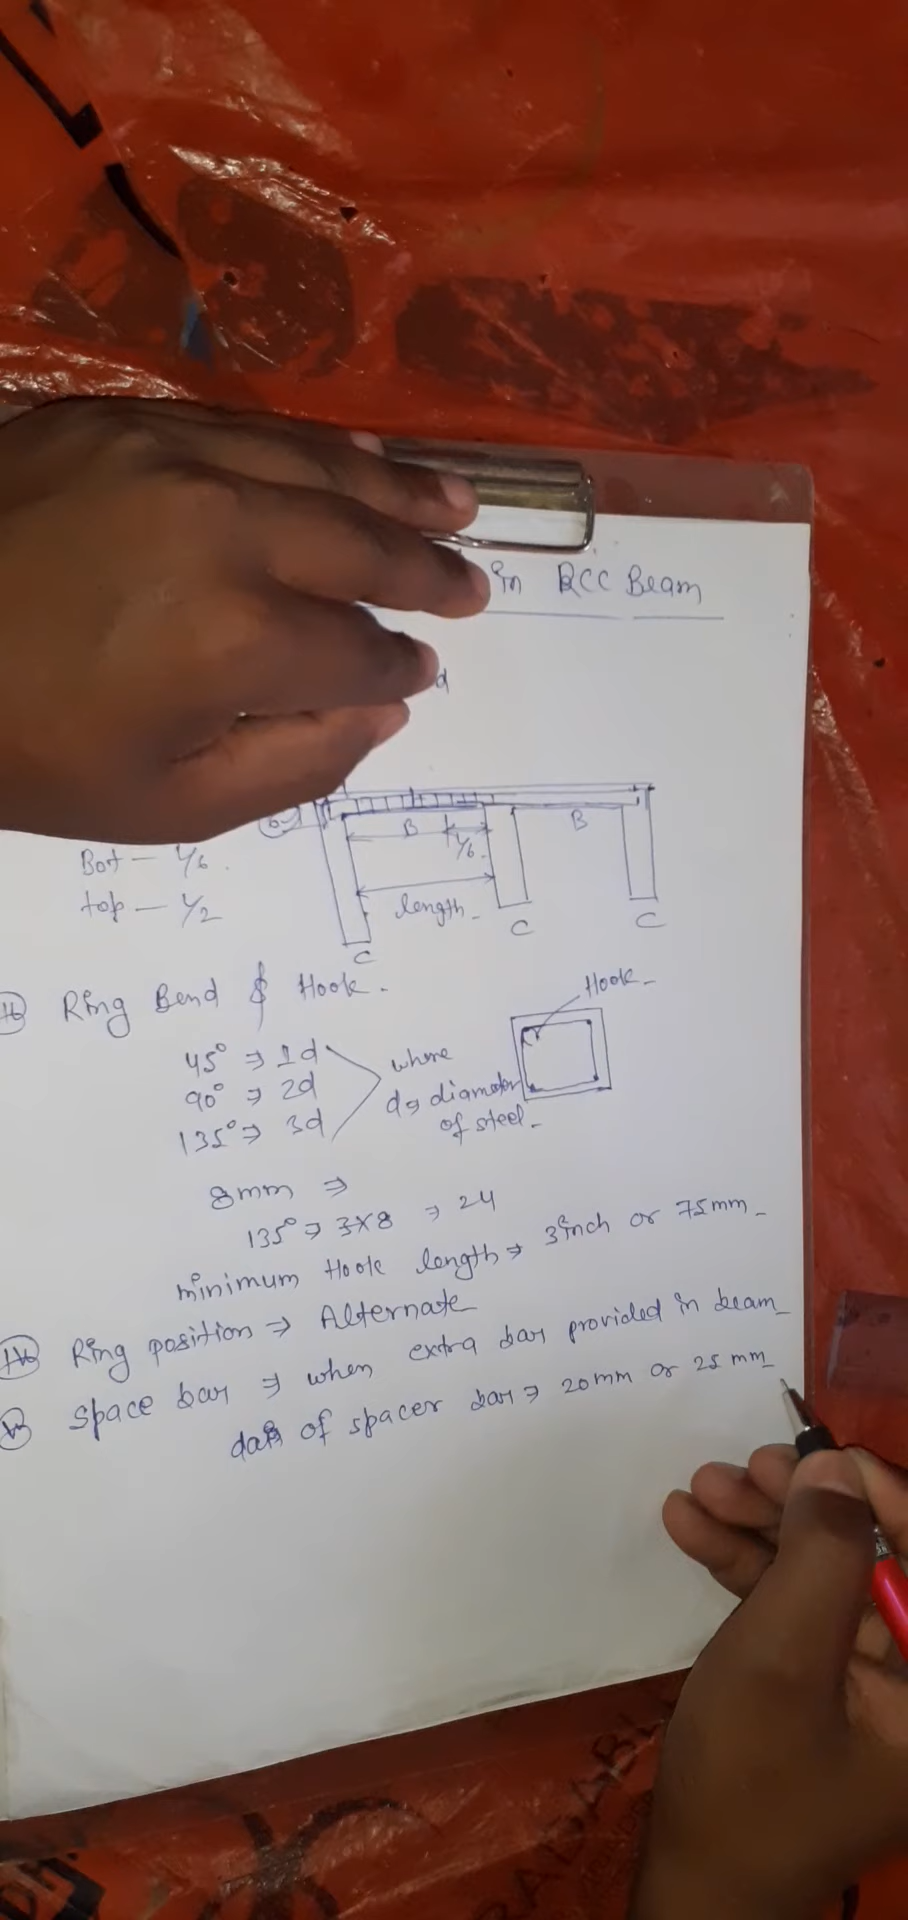 in RCC Beam
d
B
L/6
B
Bot - L/6.
top - L/2
length
C
C
C
Ring Bend & Hook.
Hook
45° ⇒ 1d
90° ⇒ 2d
135° ⇒ 3d
where
d ⇒ diameter
of steel
8mm ⇒
135° ⇒ 3×8 ⇒ 24
minimum Hook length ⇒ 3inch or 75mm
Ring position ⇒ Alternate
Space bar ⇒ when extra bar provided in beam
of spacer bar ⇒ 20mm or 25mm